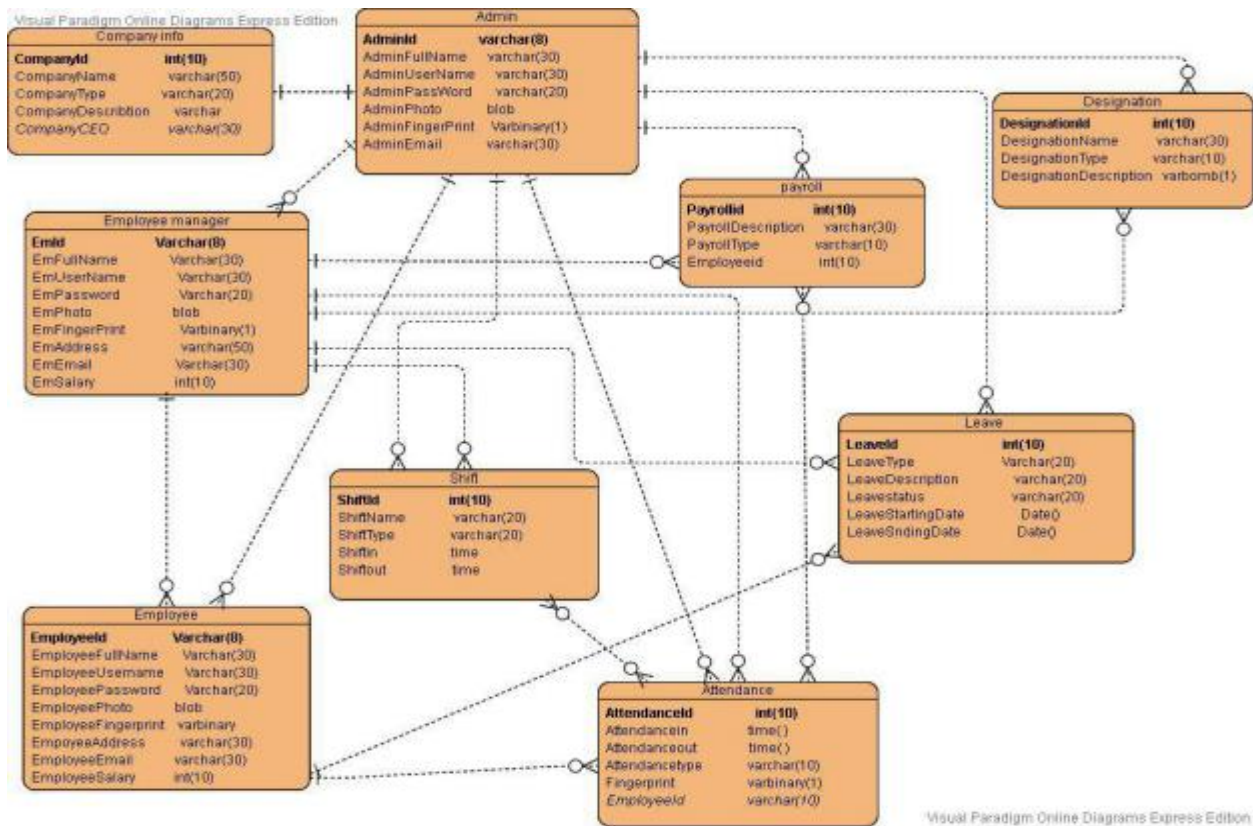 Visual Paradigm Online Diagrams Express Edition
Company info
CompanyId int(10)
CompanyName varchar(50)
CompanyType varchar(20)
CompanyDescribtion varchar
CompanyCEO varchar(30)
Admin
AdminId varchar(8)
AdminFullName varchar(30)
AdminUserName varchar(30)
AdminPassWord varchar(20)
AdminPhoto blob
AdminFingerPrint Varbinary(1)
AdminEmail varchar(30)
Designation
DesignationId int(10)
DesignationName varchar(30)
DesignationType varchar(10)
DesignationDescription varbomb(1)
payroll
Payrollid int(10)
PayrollDescription varchar(30)
PayrollType varchar(10)
Employeeid int(10)
Employee manager
EmId Varchar(8)
EmFullName Varchar(30)
EmUserName Varchar(30)
EmPassword Varchar(20)
EmPhoto blob
EmFingerPrint Varbinary(1)
EmAddress varchar(50)
EmEmail Varchar(30)
EmSalary int(10)
Leave
LeaveId int(10)
LeaveType Varchar(20)
LeaveDescription varchar(20)
Leavestatus varchar(20)
LeaveStartingDate Date()
LeaveSndingDate Date()
Shift
ShiftId int(10)
ShiftName varchar(20)
ShiftType varchar(20)
Shiftin time
Shiftout time
Employee
EmployeeId Varchar(8)
EmployeeFullName Varchar(30)
EmployeeUsername Varchar(30)
EmployeePassword Varchar(20)
EmployeePhoto blob
EmployeeFingerprint varbinary
EmpoyeeAddress varchar(30)
EmployeeEmail varchar(30)
EmployeeSalary int(10)
Attendance
AttendanceId int(10)
Attendancein time()
Attendanceout time()
Attendancetype varchar(10)
Fingerprint varbinary(1)
EmployeeId varchar(10)
Visual Paradigm Online Diagrams Express Edition